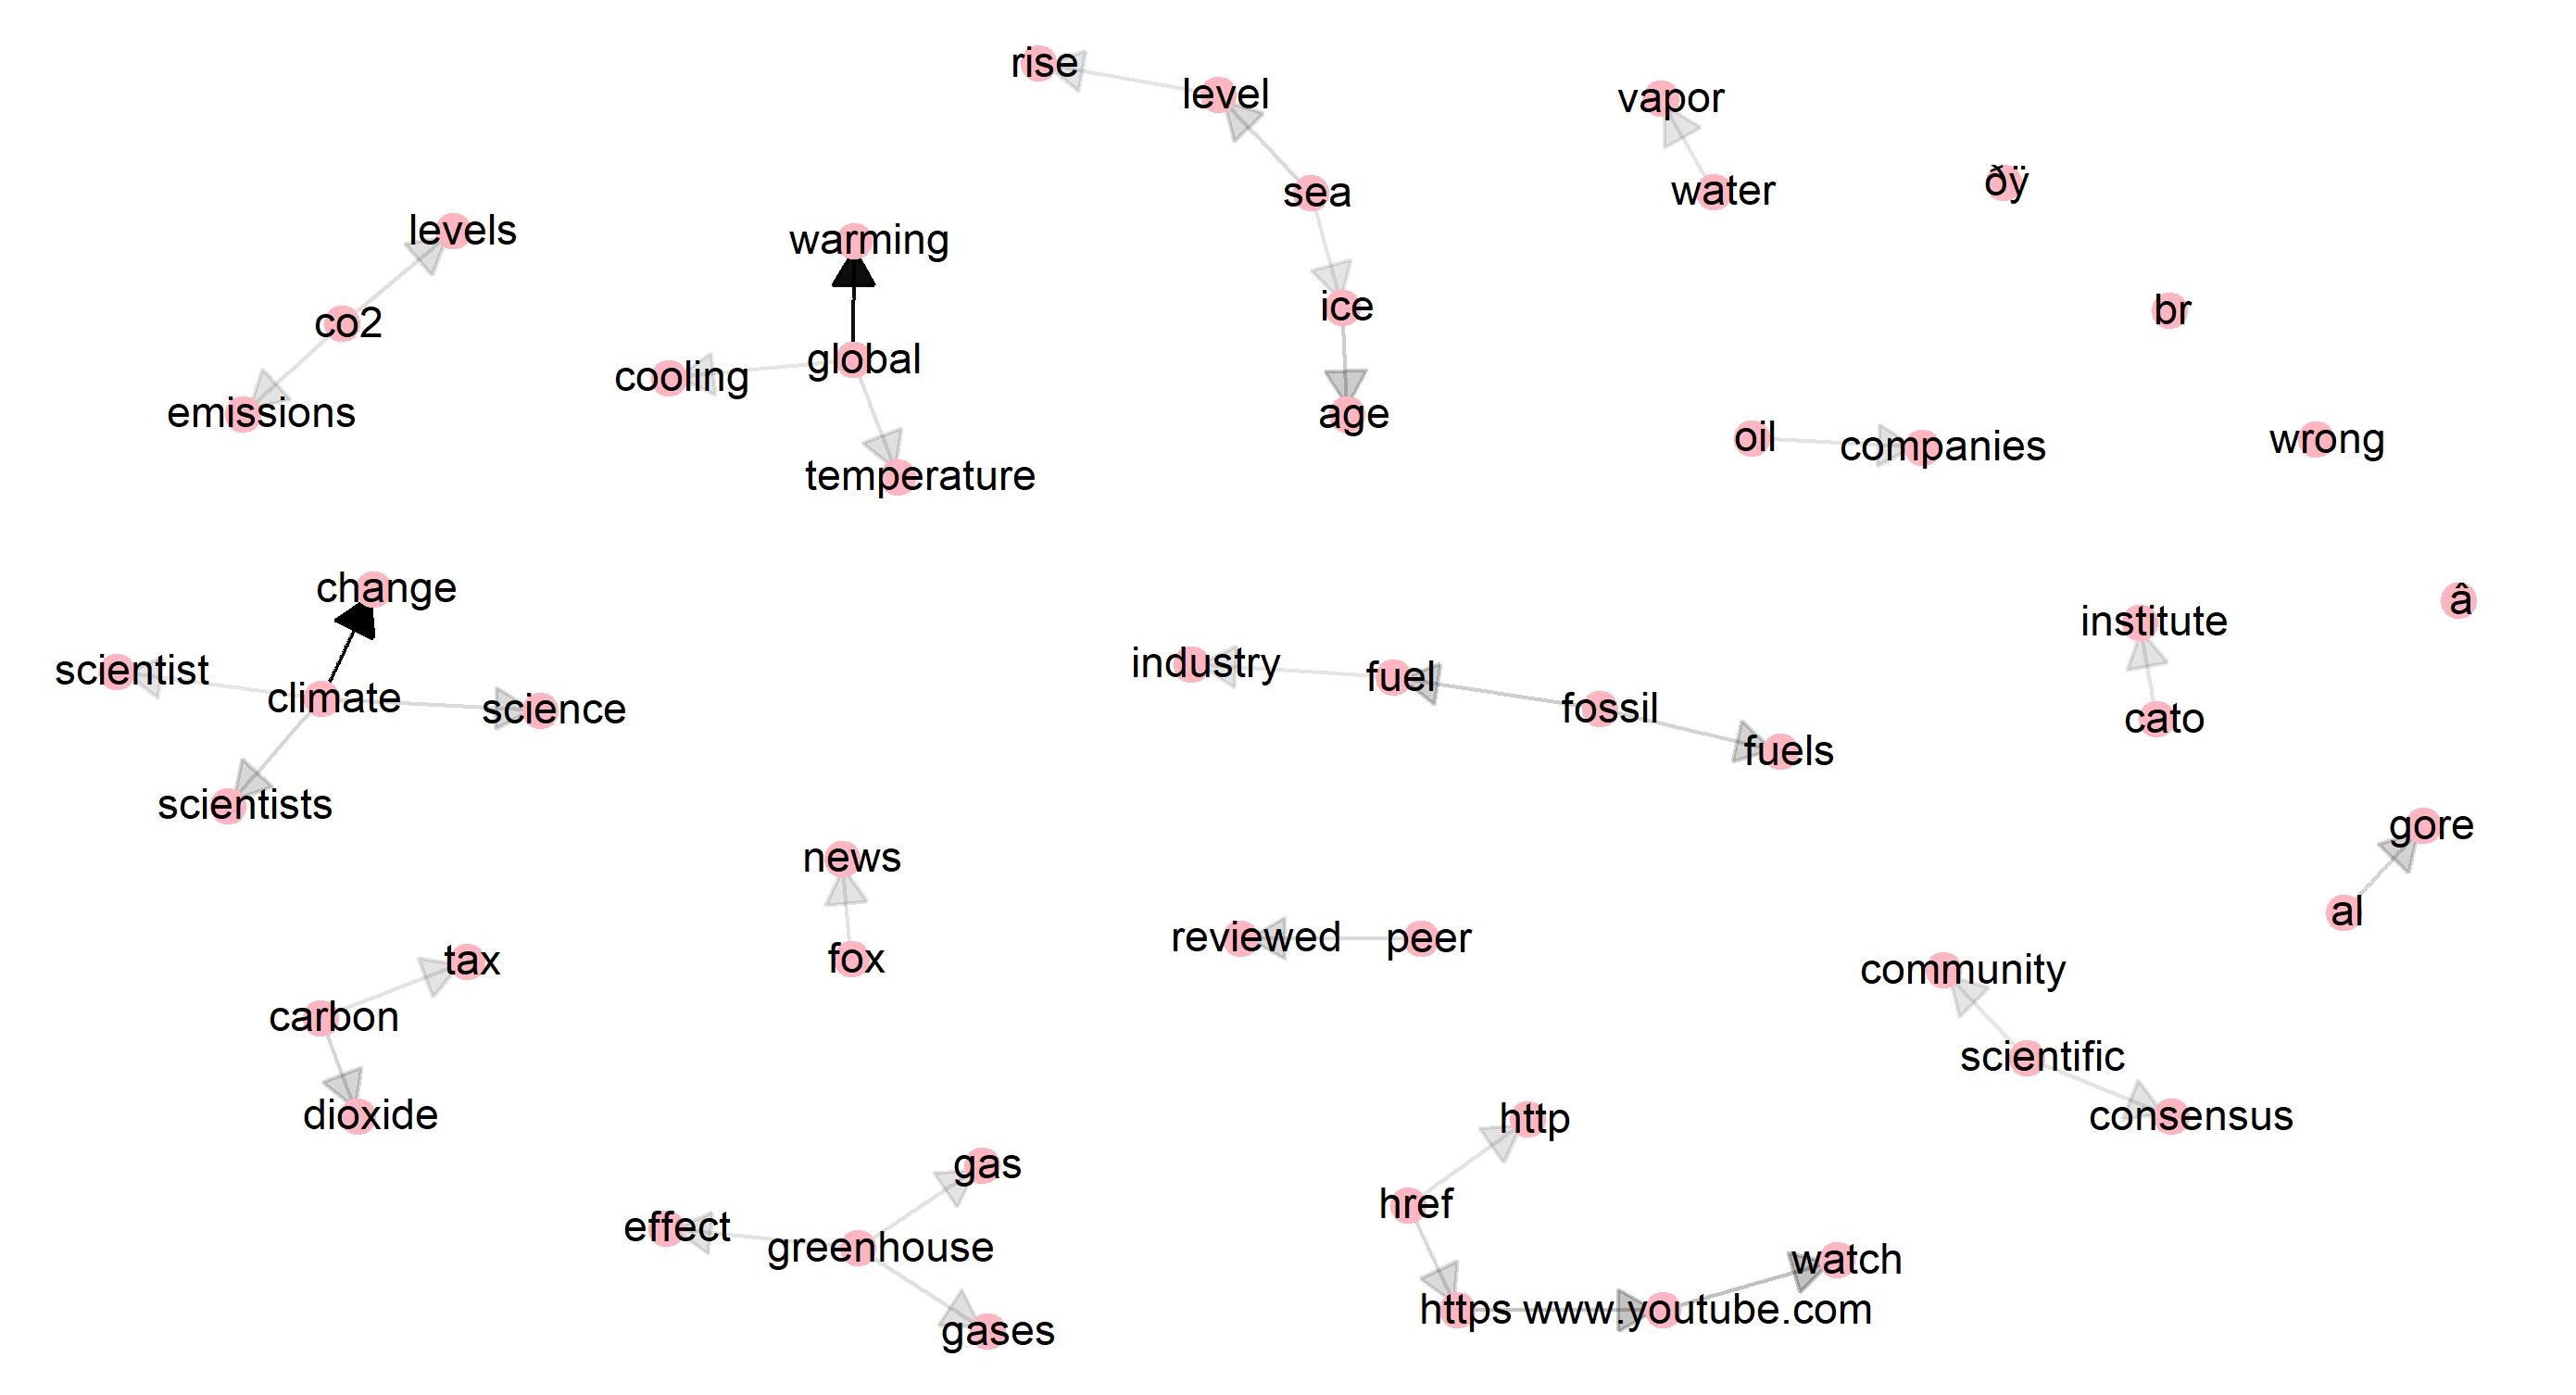 rise
level
vapor
ðÿ
water
sea
levels
warming
ice
br
co2
global
cooling
emissions
age
oil
companies
wrong
temperature
change
â
institute
industry
scientist
fuel
climate
science
fossil
cato
fuels
scientists
gore
news
al
reviewed
peer
fox
tax
community
carbon
scientific
dioxide
http
consensus
gas
href
effect
greenhouse
watch
https www.youtube.com
gases